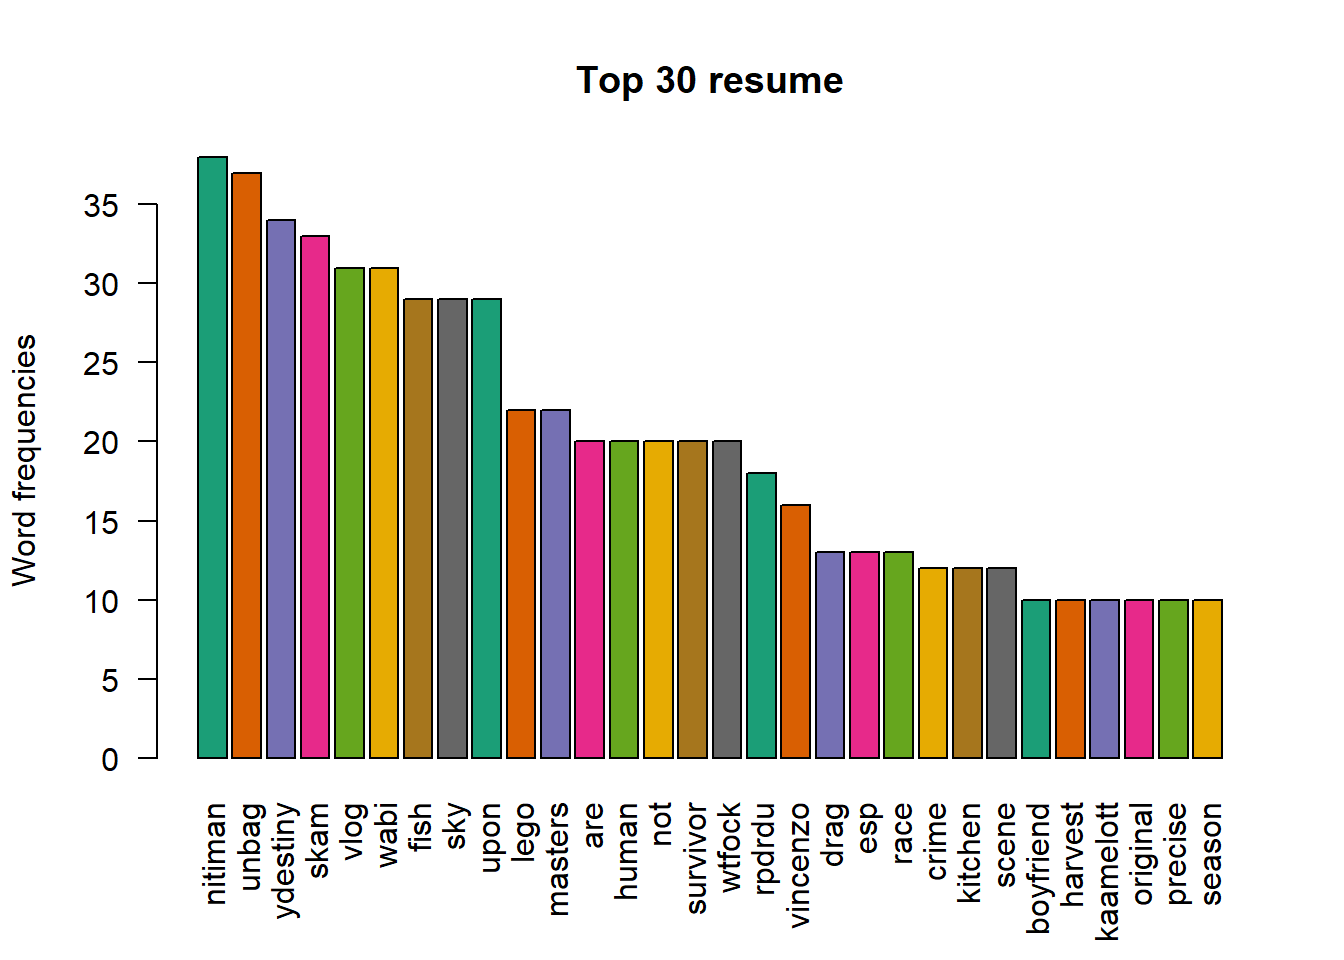 Top 30 resume
Word frequencies
35
30
25
20
15
10
5
0
nitiman
unbag
ydestiny
skam
vlog
wabi
fish
sky
upon
lego
masters
are
human
not
survivor
wtfock
rpdrdu
vincenzo
drag
esp
race
crime
kitchen
scene
boyfriend
harvest
kaamelott
original
precise
season